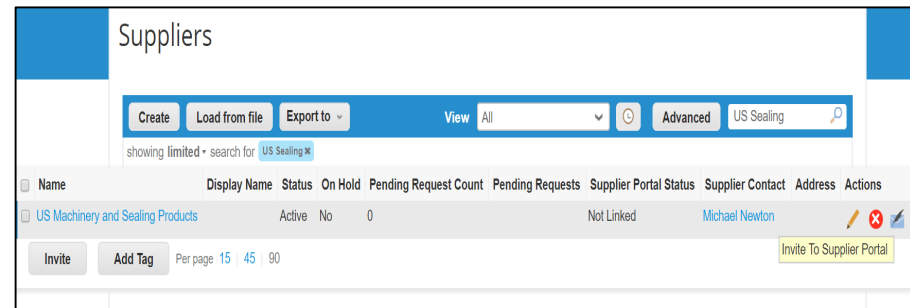 Suppliers
Create Load from file Export to View All Advanced US Sealing
showing limited search for US Sealing x
Name Display Name Status On Hold Pending Request Count Pending Requests Supplier Portal Status Supplier Contact Address Actions
US Machinery and Sealing Products Active No 0 Not Linked Michael Newton
Invite To Supplier Portal
Invite Add Tag Per page 15 | 45 | 90